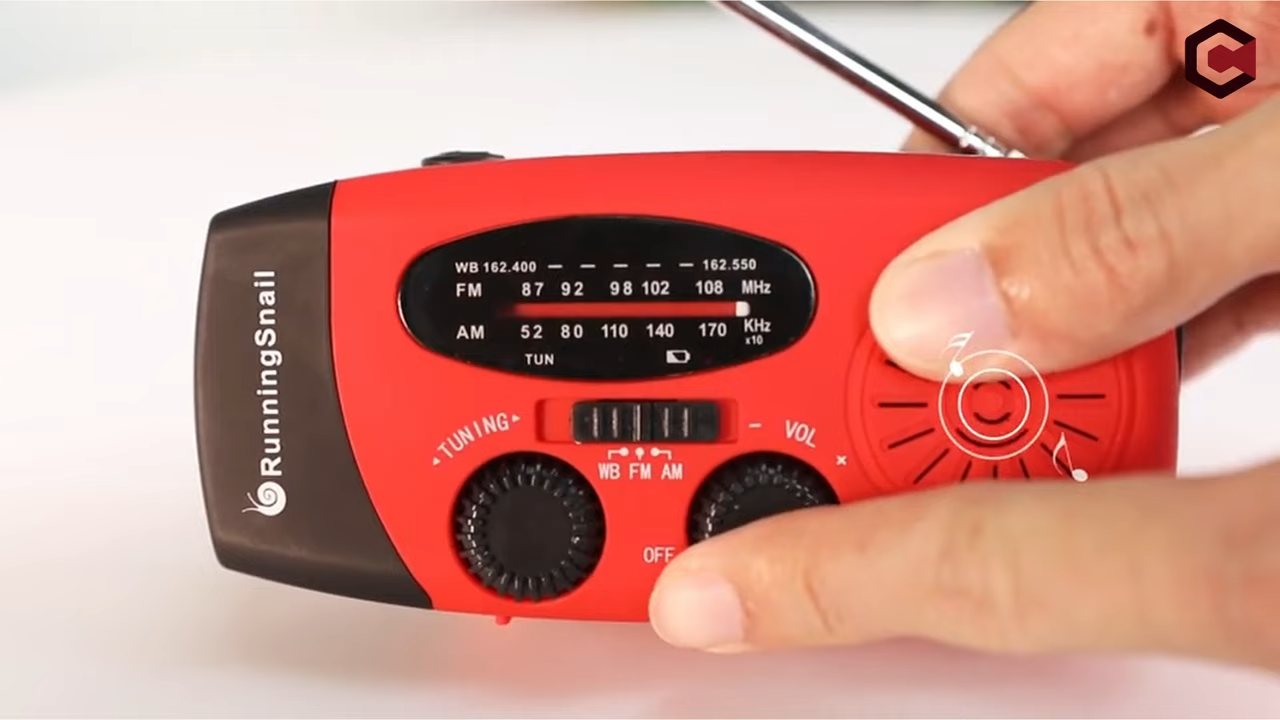 RunningSnail
WB 162.400 — — — — — 162.550
FM 87 92 98 102 108 MHz
AM 52 80 110 140 170 KHz
x10
TUN
TUNING
WB FM AM
- VOL +
OFF